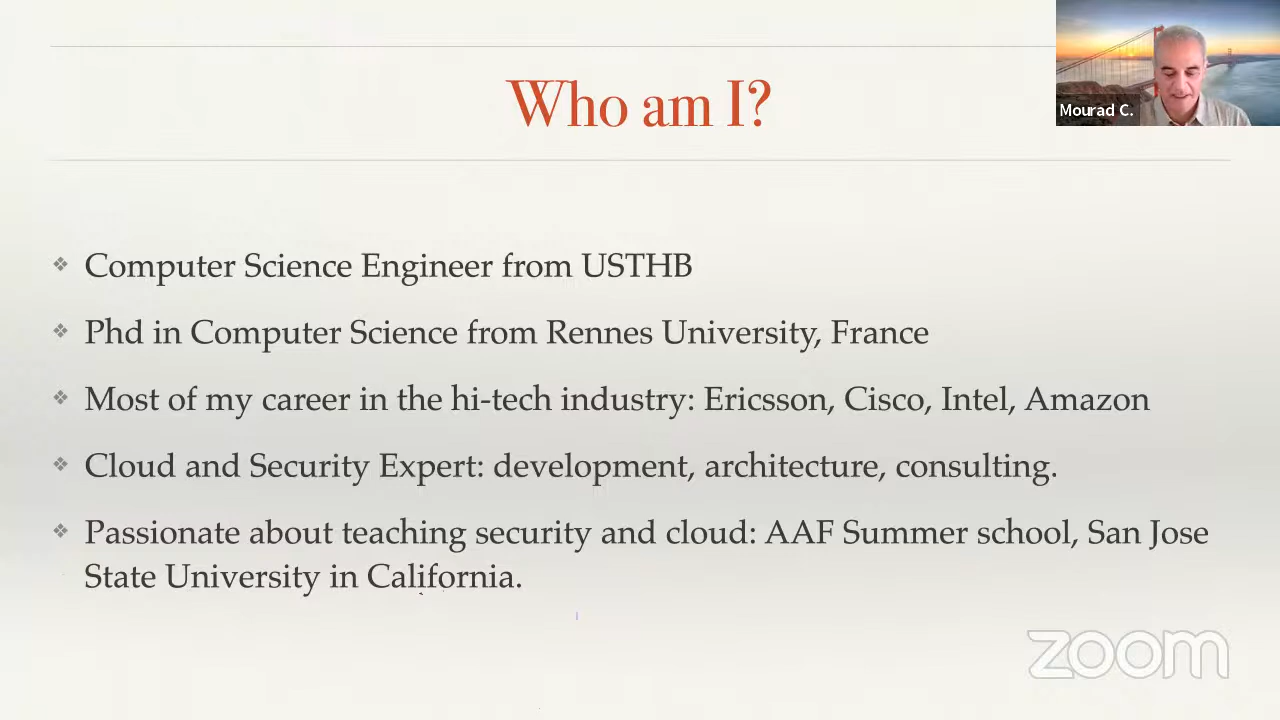 Who am I?
Mourad C.
Computer Science Engineer from USTHB
Phd in Computer Science from Rennes University, France
Most of my career in the hi-tech industry: Ericsson, Cisco, Intel, Amazon
Cloud and Security Expert: development, architecture, consulting.
Passionate about teaching security and cloud: AAF Summer school, San Jose
State University in California.
zoom